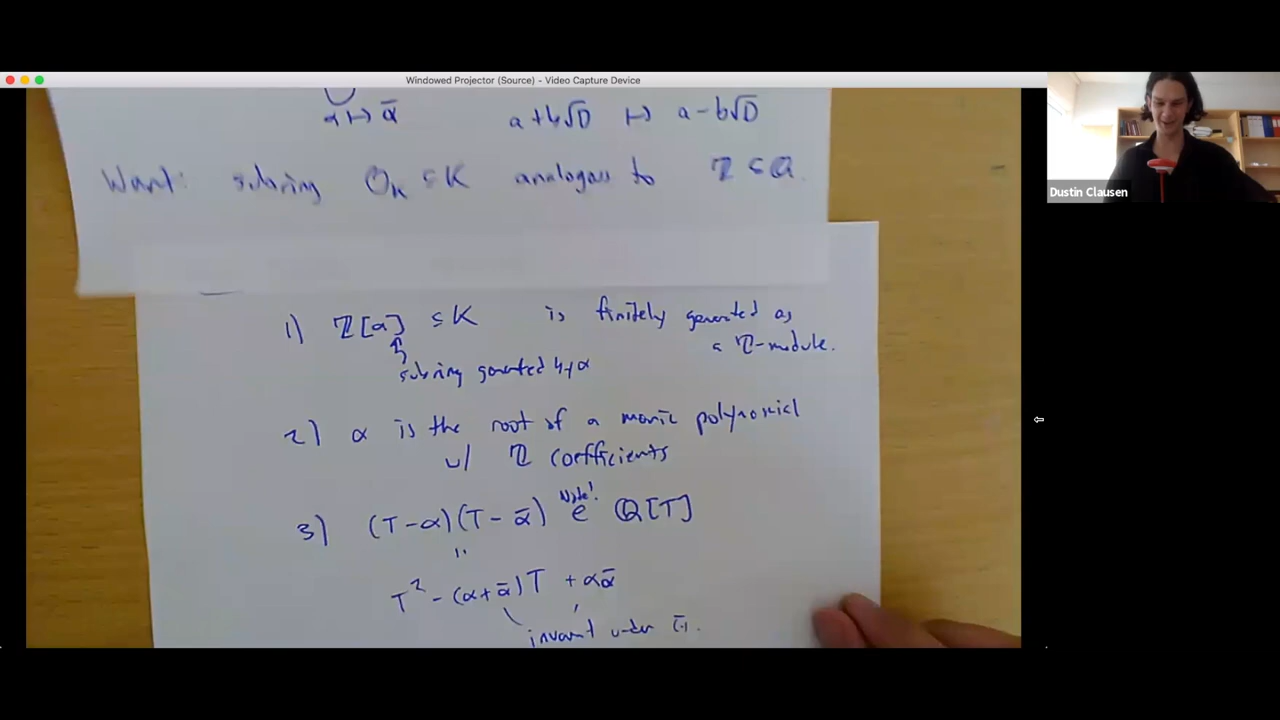 Windowed Projector (Source) - Video Capture Device
Dustin Clausen
α ↦ ᾱ a+b√D ↦ a-b√D
Want: subring O_K ⊆ K analogous to ℤ ⊆ ℚ.
1) ℤ[α] ⊆ K is finitely generated as
a ℤ-module.
subring generated by α
2) α is the root of a monic polynomial
w/ ℤ coefficients
Note!
3) (T-α)(T-ᾱ) ∈ ℚ[T]
T² - (α+ᾱ)T + αᾱ
invariant under